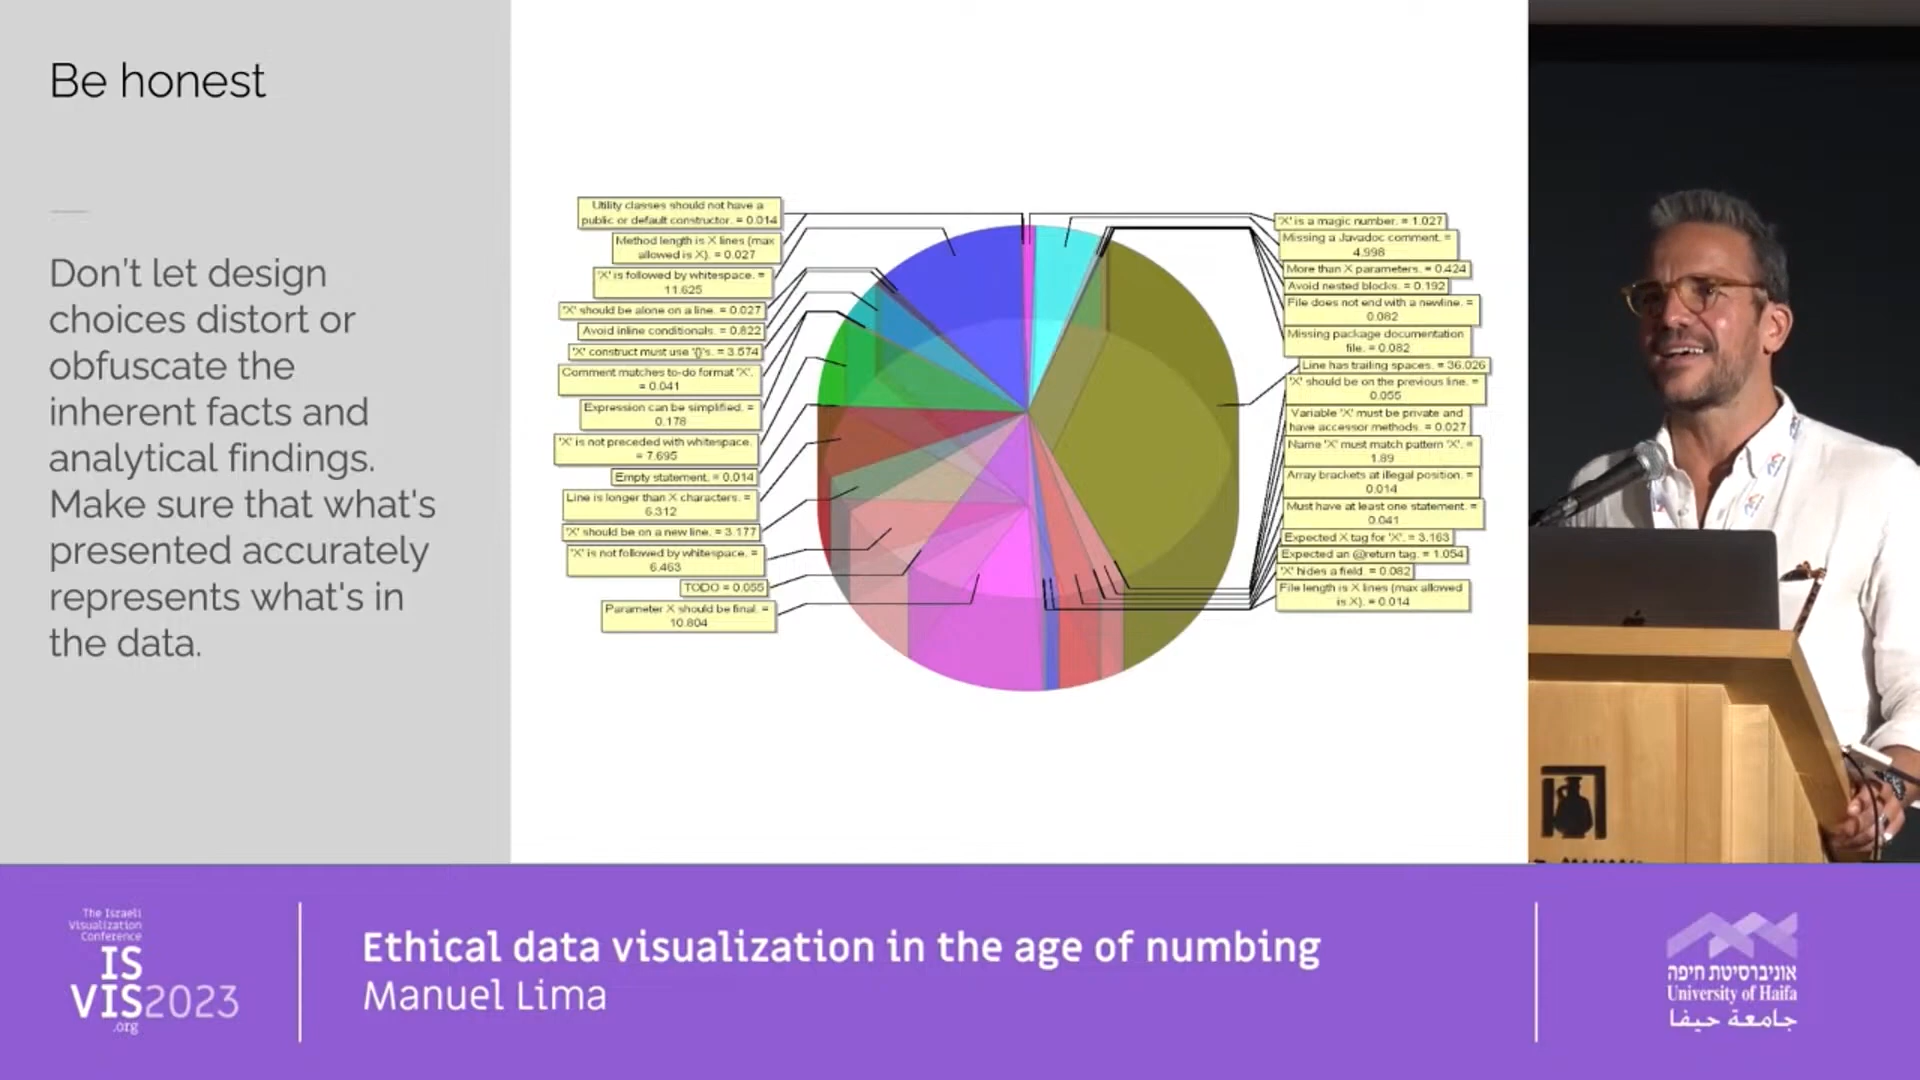 Be honest
Don't let design
choices distort or
obfuscate the
inherent facts and
analytical findings.
Make sure that what's
presented accurately
represents what's in
the data.
Utility classes should not have a
public or default constructor. = 0.014
Method length is X lines (max
allowed is X). = 0.027
'X' is followed by whitespace. =
11.625
'X' should be alone on a line. = 0.027
Avoid inline conditionals. = 0.822
'X' construct must use '{}'s. = 3.574
Comment matches to-do format 'X'.
= 0.041
Expression can be simplified. =
0.178
'X' is not preceded with whitespace.
= 7.695
Empty statement. = 0.014
Line is longer than X characters. =
6.312
'X' should be on a new line. = 3.177
'X' is not followed by whitespace. =
6.463
TODO = 0.055
Parameter X should be final. =
10.804
'X' is a magic number. = 1.027
Missing a Javadoc comment. =
4.998
More than X parameters. = 0.424
Avoid nested blocks. = 0.192
File does not end with a newline. =
0.082
Missing package documentation
file. = 0.082
Line has trailing spaces. = 36.026
'X' should be on the previous line. =
0.055
Variable 'X' must be private and
have accessor methods. = 0.027
Name 'X' must match pattern 'X'. =
1.89
Array brackets at illegal position. =
0.014
Must have at least one statement. =
0.041
Expected X tag for 'X'. = 3.163
Expected an @return tag. = 1.054
'X' hides a field. = 0.082
File length is X lines (max allowed
is X). = 0.014
The Israeli
Visualization
Conference
IS
VIS2023
.org
Ethical data visualization in the age of numbing
Manuel Lima
אוניברסיטת חיפה
University of Haifa
جامعة حيفا